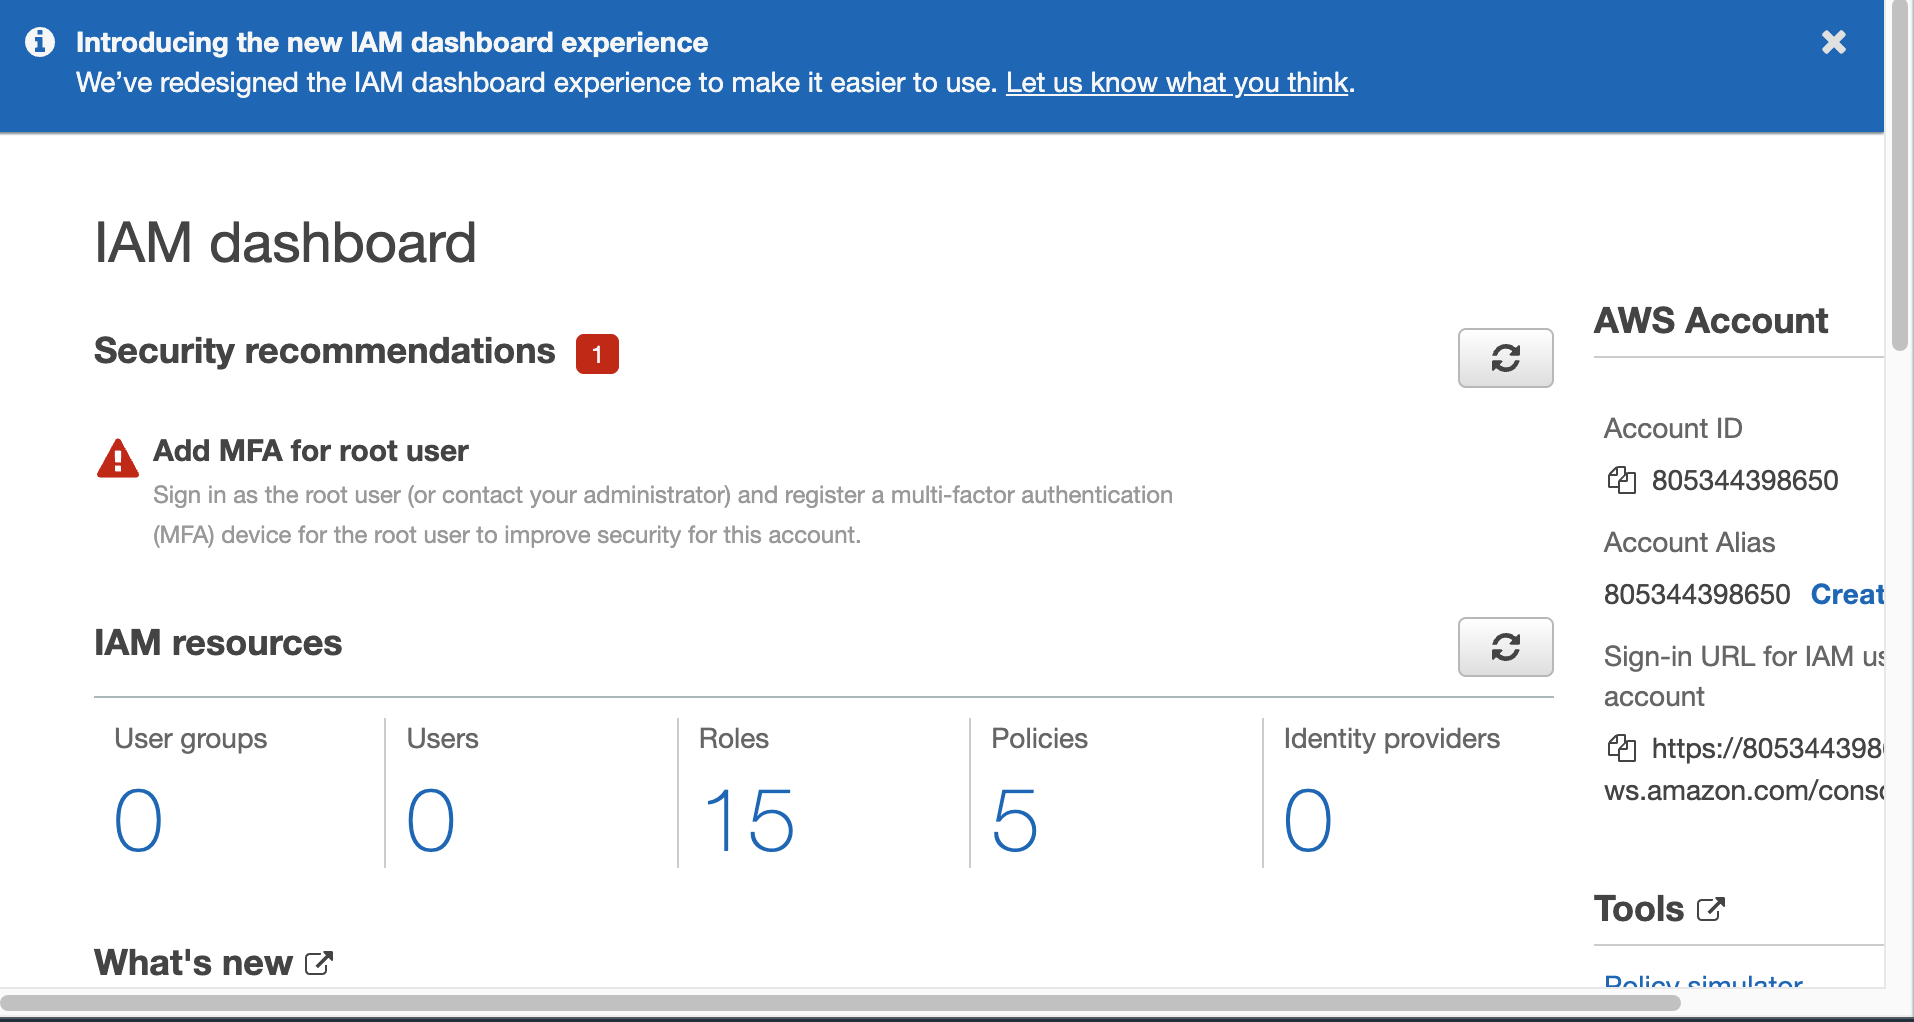 Introducing the new IAM dashboard experience
We’ve redesigned the IAM dashboard experience to make it easier to use. Let us know what you think.
IAM dashboard
Security recommendations 1
Add MFA for root user
Sign in as the root user (or contact your administrator) and register a multi-factor authentication
(MFA) device for the root user to improve security for this account.
IAM resources
User groups
0
Users
0
Roles
15
Policies
5
Identity providers
0
What's new
AWS Account
Account ID
805344398650
Account Alias
805344398650 Creat
Sign-in URL for IAM us
account
https://805344398
ws.amazon.com/conso
Tools
Policy simulator